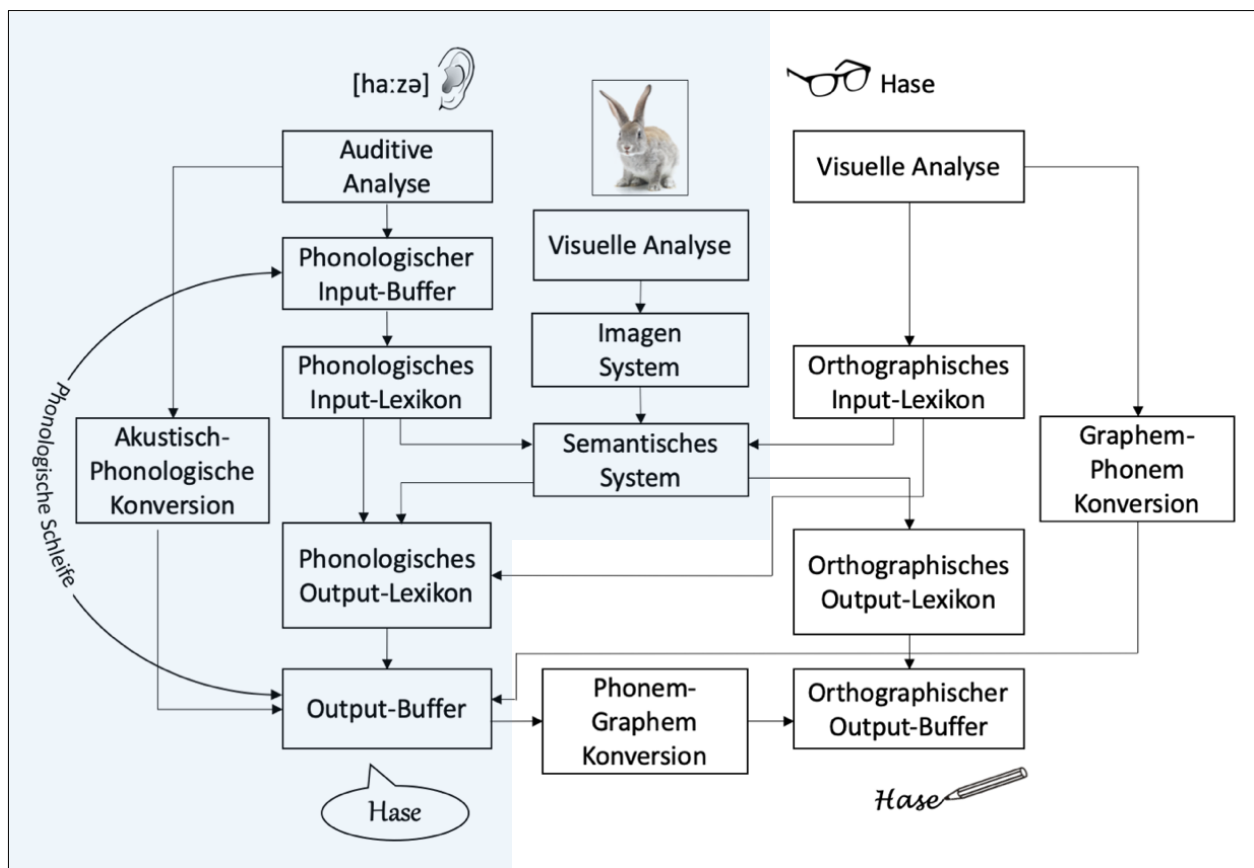 [ha:zə]
Hase
Auditive
Analyse
Visuelle Analyse
Phonologischer
Input-Buffer
Visuelle Analyse
Imagen
System
Phonologisches
Input-Lexikon
Orthographisches
Input-Lexikon
Akustisch-
Phonologische
Konversion
Semantisches
System
Graphem-
Phonem
Konversion
Phonologische Schleife
Phonologisches
Output-Lexikon
Orthographisches
Output-Lexikon
Output-Buffer
Phonem-
Graphem
Konversion
Orthographischer
Output-Buffer
Hase
Hase